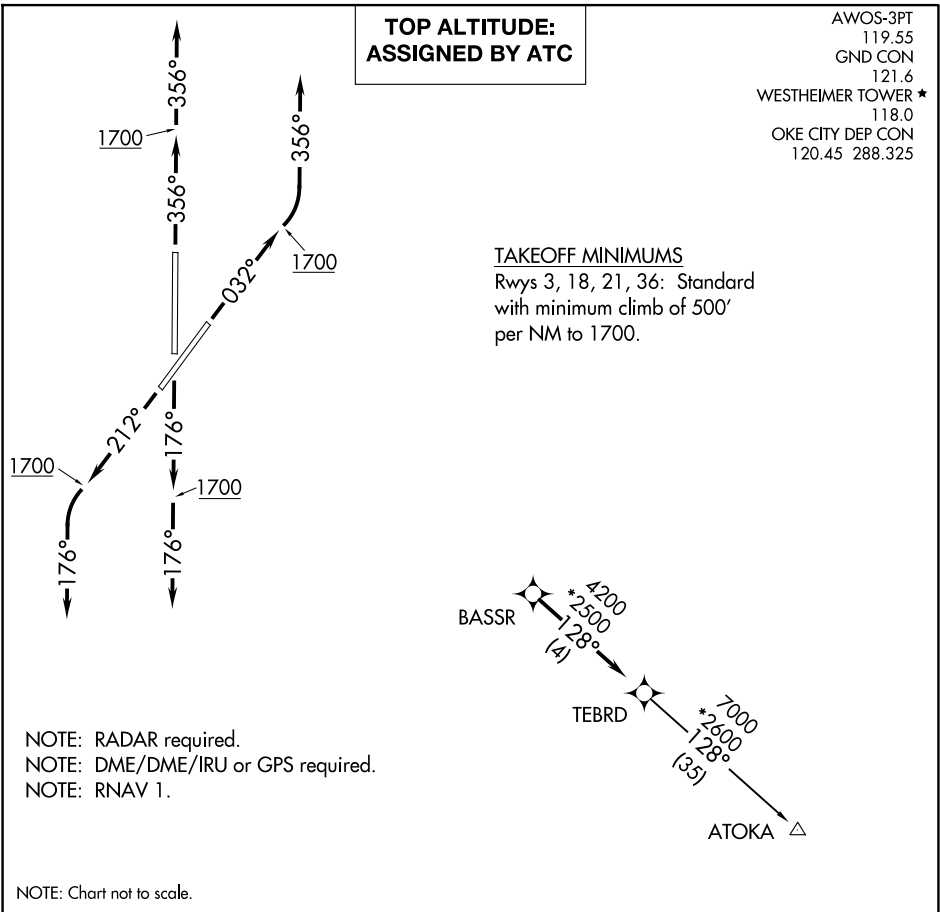 TOP ALTITUDE:
ASSIGNED BY ATC
AWOS-3PT
119.55
GND CON
121.6
WESTHEIMER TOWER ★
118.0
OKE CITY DEP CON
120.45 288.325
356°
1700
356°
356°
032°
1700
TAKEOFF MINIMUMS
Rwys 3, 18, 21, 36: Standard
with minimum climb of 500'
per NM to 1700.
212°
176°
1700
1700
176°
176°
BASSR
4200
*2500
128°
(4)
TEBRD
7000
*2600
128°
(35)
ATOKA
NOTE: RADAR required.
NOTE: DME/DME/IRU or GPS required.
NOTE: RNAV 1.
NOTE: Chart not to scale.